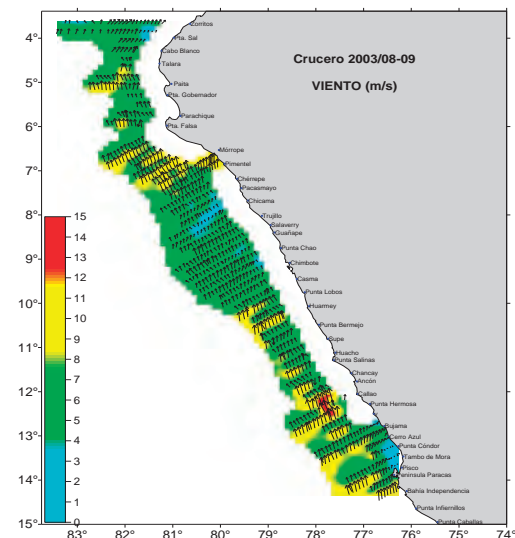 Crucero 2003/08-09
VIENTO (m/s)
4°
5°
6°
7°
8°
9°
10°
11°
12°
13°
14°
15°
83°
82°
81°
80°
79°
78°
77°
76°
75°
74°
15
14
13
12
11
10
9
8
7
6
5
4
3
2
1
0
Zorritos
Pta. Sal
Cabo Blanco
Talara
Paita
Pta. Gobernador
Parachique
Pta. Falsa
Mórrope
Pimentel
Chérrepe
Pacasmayo
Chicama
Trujillo
Salaverry
Guañape
Punta Chao
Chimbote
Casma
Punta Lobos
Huarmey
Punta Bermejo
Supe
Huacho
Punta Salinas
Chancay
Ancón
Callao
Punta Hermosa
Bujama
Cerro Azul
Punta Cóndor
Tambo de Mora
Pisco
Península Paracas
Bahia Independencia
Punta Infiernillos
Punta Caballas